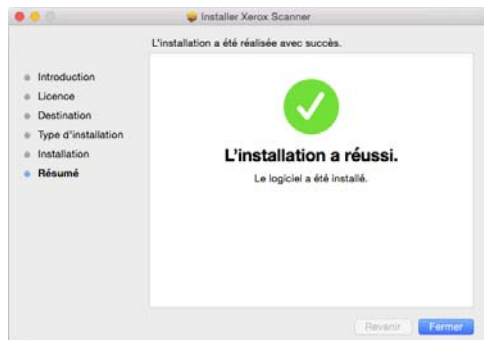 Installer Xerox Scanner
L'installation a été réalisée avec succès.
Introduction
Licence
Destination
Type d'installation
Installation
Résumé
L'installation a réussi.
Le logiciel a été installé.
Revenir
Fermer